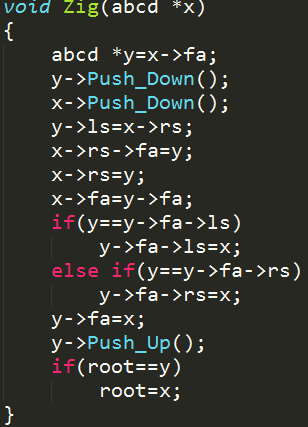 void Zig(abcd *x)
{
    abcd *y=x->fa;
    y->Push_Down();
    x->Push_Down();
    y->ls=x->rs;
    x->rs->fa=y;
    x->rs=y;
    x->fa=y->fa;
    if(y==y->fa->ls)
        y->fa->ls=x;
    else if(y==y->fa->rs)
        y->fa->rs=x;
    y->fa=x;
    y->Push_Up();
    if(root==y)
        root=x;
}